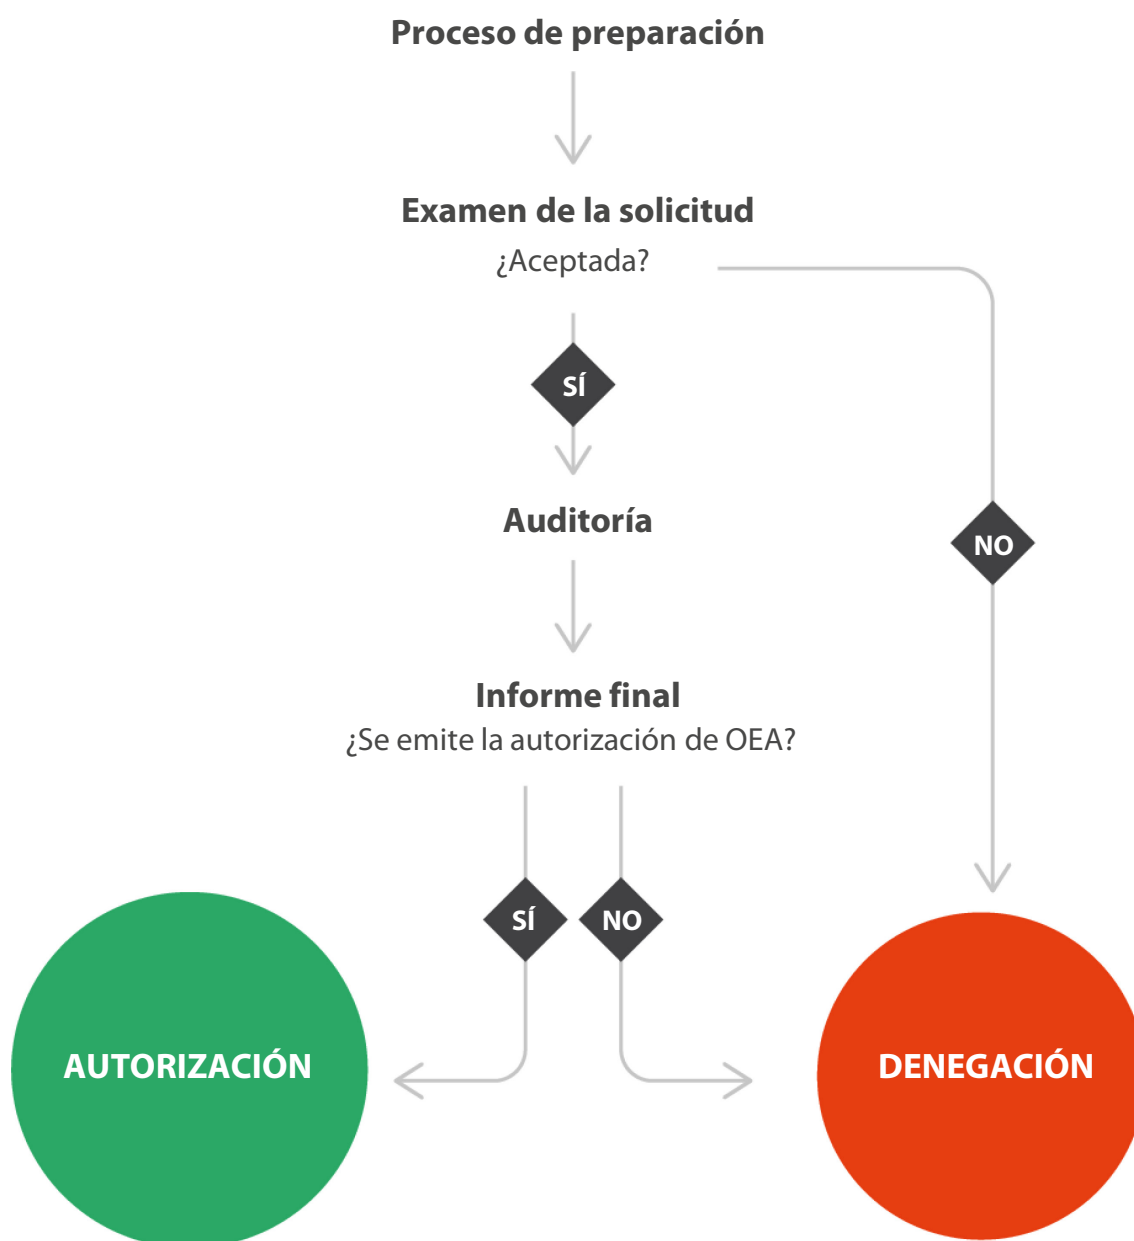 Proceso de preparación
Examen de la solicitud
¿Aceptada?
SÍ
Auditoría
NO
Informe final
¿Se emite la autorización de OEA?
SÍ
NO
AUTORIZACIÓN
DENEGACIÓN